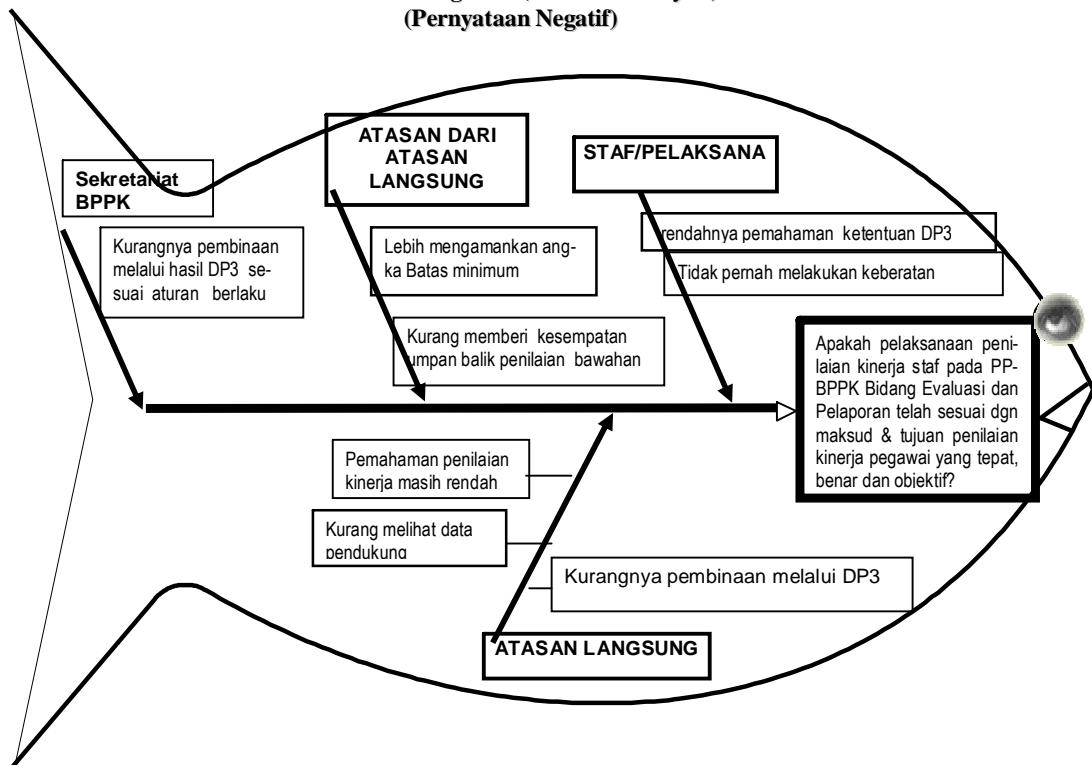 (Pernyataan Negatif)
ATASAN DARI
ATASAN
LANGSUNG
STAF/PELAKSANA
Sekretariat
BPPK
Kurangnya pembinaan
melalui hasil DP3 se-
suai aturan berlaku
Lebih mengamankan ang-
ka Batas minimum
Kurang memberi kesempatan
umpan balik penilaian bawahan
rendahnya pemahaman ketentuan DP3
Tidak pernah melakukan keberatan
Apakah pelaksanaan peni-
laian kinerja staf pada PP-
BPPK Bidang Evaluasi dan
Pelaporan telah sesuai dgn
maksud & tujuan penilaian
kinerja pegawai yang tepat,
benar dan objektif?
Pemahaman penilaian
kinerja masih rendah
Kurang melihat data
pendukung
Kurangnya pembinaan melalui DP3
ATASAN LANGSUNG